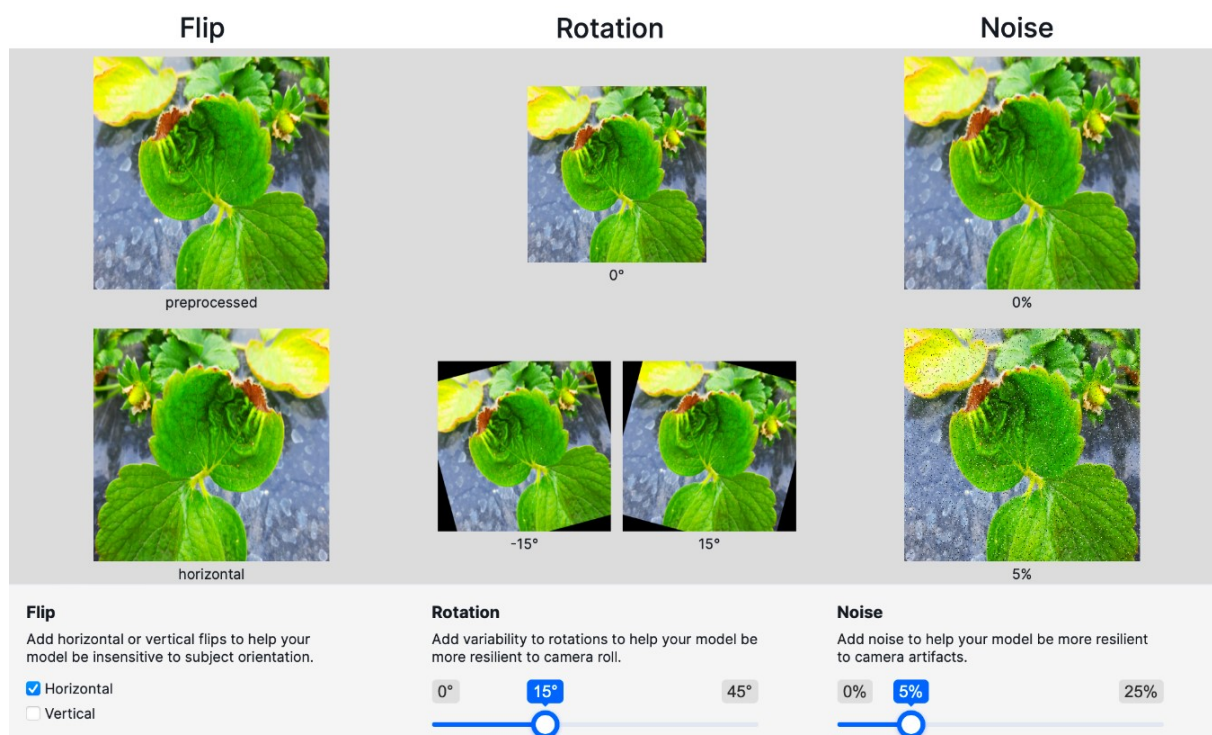 Flip
Rotation
Noise
preprocessed
0°
0%
horizontal
-15°
15°
5%
Flip
Add horizontal or vertical flips to help your
model be insensitive to subject orientation.
Horizontal
Vertical
Rotation
Add variability to rotations to help your model be
more resilient to camera roll.
0°
15°
45°
Noise
Add noise to help your model be more resilient
to camera artifacts.
0%
5%
25%